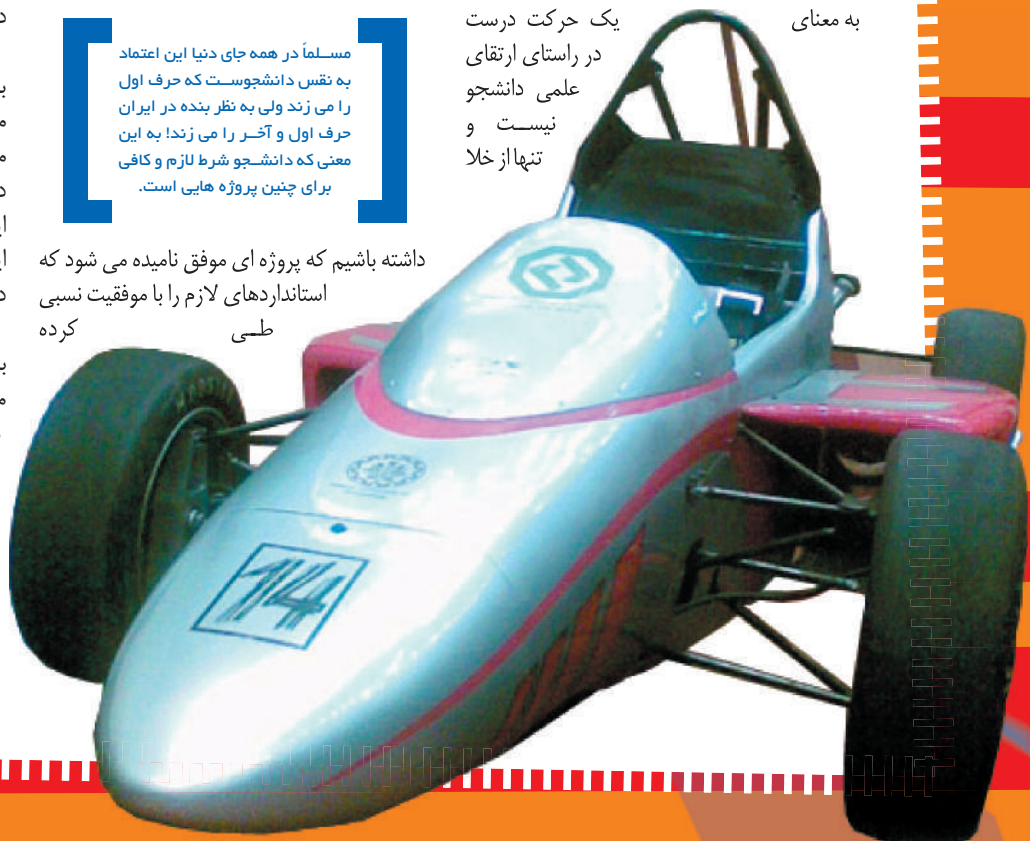 به معنای یک حرکت درست
در راستای ارتقای
علمی دانشجو
نیست و
تنها از خلا
مسلماً در همه جای دنیا این اعتماد
به نقس دانشجوست که حرف اول
را می زند ولی به نظر بنده در ایران
حرف اول و آخر را می زند! به این
معنی که دانشجو شرط لازم و کافی
برای چنین پروژه هایی است.
داشته باشیم که پروژه ای موفق نامیده می شود که
استانداردهای لازم را با موفقیت نسبی
طی کرده
14